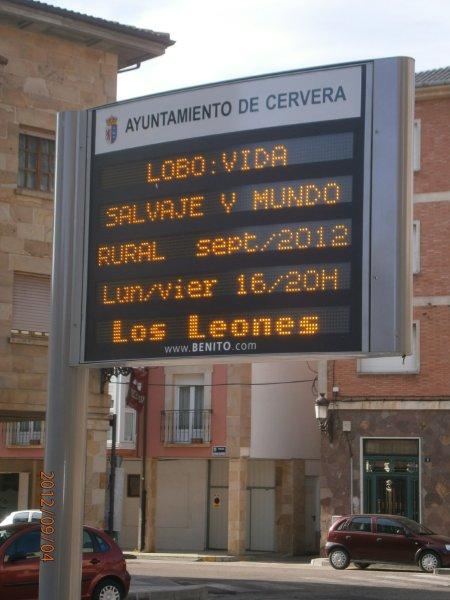 AYUNTAMIENTO DE CERVERA
LOBO:VIDA
SALVAJE Y MUNDO
RURAL sept/2012
Lun/vier 16/20H
Los Leones
www.BENITO.com
2012/09/04